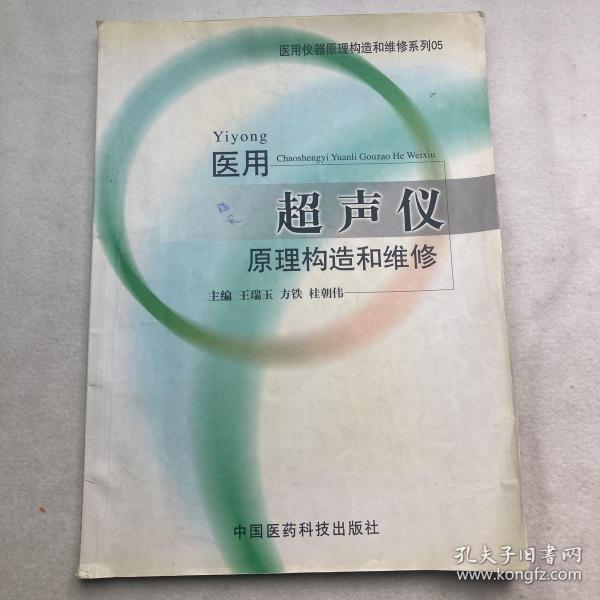 医用仪器原理构造和维修系列05
Yiyong
医用
Chaoshengyi Yuanli Gouzao He Weixiu
超声仪
原理构造和维修
主编 王瑞玉 方铁 桂朝伟
中国医药科技出版社
孔夫子旧书网
www.kongfz.com